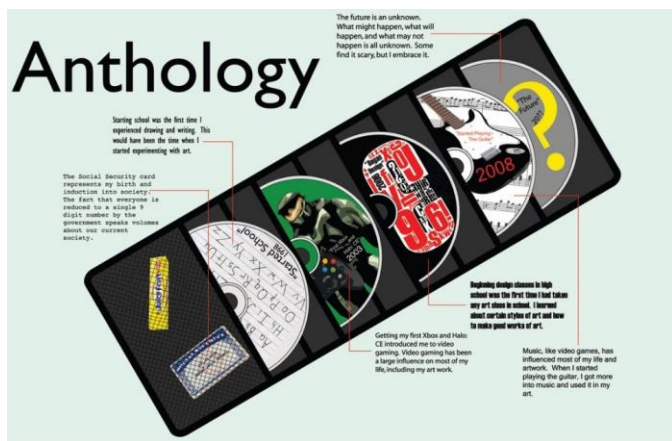 Anthology
The future is an unknown.
What might happen, what will
happen, and what may not
happen is all unknown. Some
find it scary, but I embrace it.
Starting school was the first time I
experienced drawing and writing. This
would have been the time when I
started experimenting with art.
The Social Security card
represents my birth and
induction into society.
The fact that everyone is
reduced to a single 9
digit number by the
government speaks volumes
about our current
society.
"Started School"
1998
2003
"Started Playing
The Guitar"
2008
"The
Future"
20??
Getting my first Xbox and Halo:
CE introduced me to video
gaming. Video gaming has been
a large influence on most of my
life, including my art work.
Beginning design classes in high
school was the first time I had taken
any art class in school. I learned
about certain styles of art and how
to make good works of art.
Music, like video games, has
influenced most of my life and
artwork. When I started
playing the guitar, I got more
into music and used it in my
art.